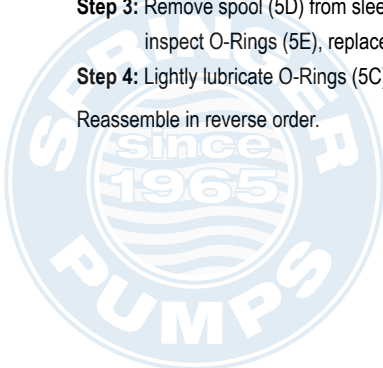 Step 3: Remove spool (5D) from slee
inspect O-Rings (5E), replace
Step 4: Lightly lubricate O-Rings (5C)
Reassemble in reverse order.
SPRINGER
Since
1965
PUMPS